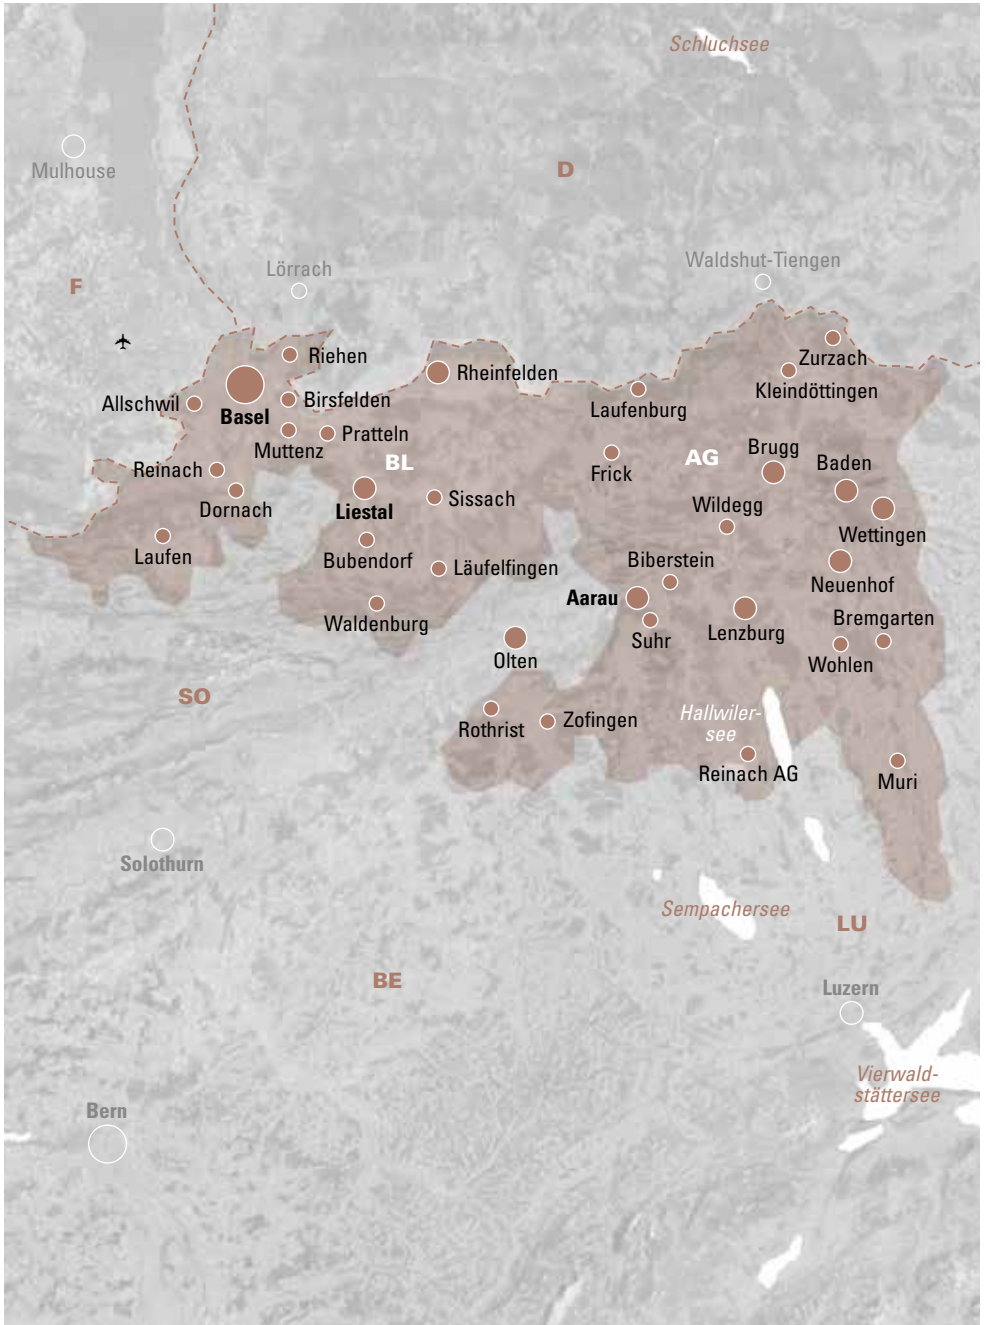 Schluchsee
Mulhouse
D
Lörrach
Waldshut-Tiengen
F
Riehen
Zurzach
Rheinfelden
Kleindöttingen
Allschwil
Birsfelden
Laufenburg
Basel
Pratteln
Muttenz
Brugg
BL
AG
Baden
Reinach
Frick
Sissach
Wildegg
Dornach
Liestal
Wettingen
Laufen
Bubendorf
Biberstein
Läufelfingen
Neuenhof
Aarau
Bremgarten
Waldenburg
Lenzburg
Suhr
Olten
Wohlen
SO
Hallwiler-
see
Rothrist
Zofingen
Reinach AG
Muri
Solothurn
Sempachersee
LU
BE
Luzern
Vierwald-
stättersee
Bern